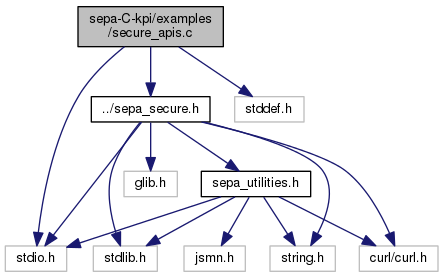 sepa-C-kpi/examples
/secure_apis.c
../sepa_secure.h
stddef.h
glib.h
sepa_utilities.h
stdio.h
stdlib.h
jsmn.h
string.h
curl/curl.h